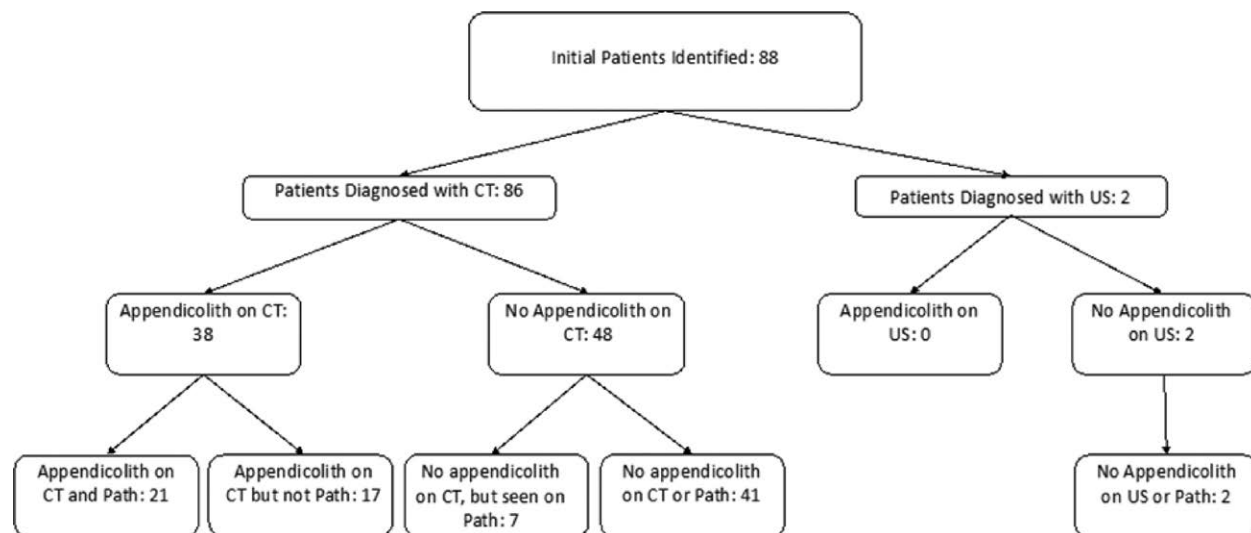 Initial Patients Identified: 88
Patients Diagnosed with CT: 86
Patients Diagnosed with US: 2
Appendicolith on CT:
38
No Appendicolith on
CT: 48
Appendicolith on
US: 0
No Appendicolith
on US: 2
Appendicolith on
CT and Path: 21
Appendicolith on
CT but not Path: 17
No appendicolith
on CT, but seen on
Path: 7
No appendicolith
on CT or Path: 41
No Appendicolith
on US or Path: 2